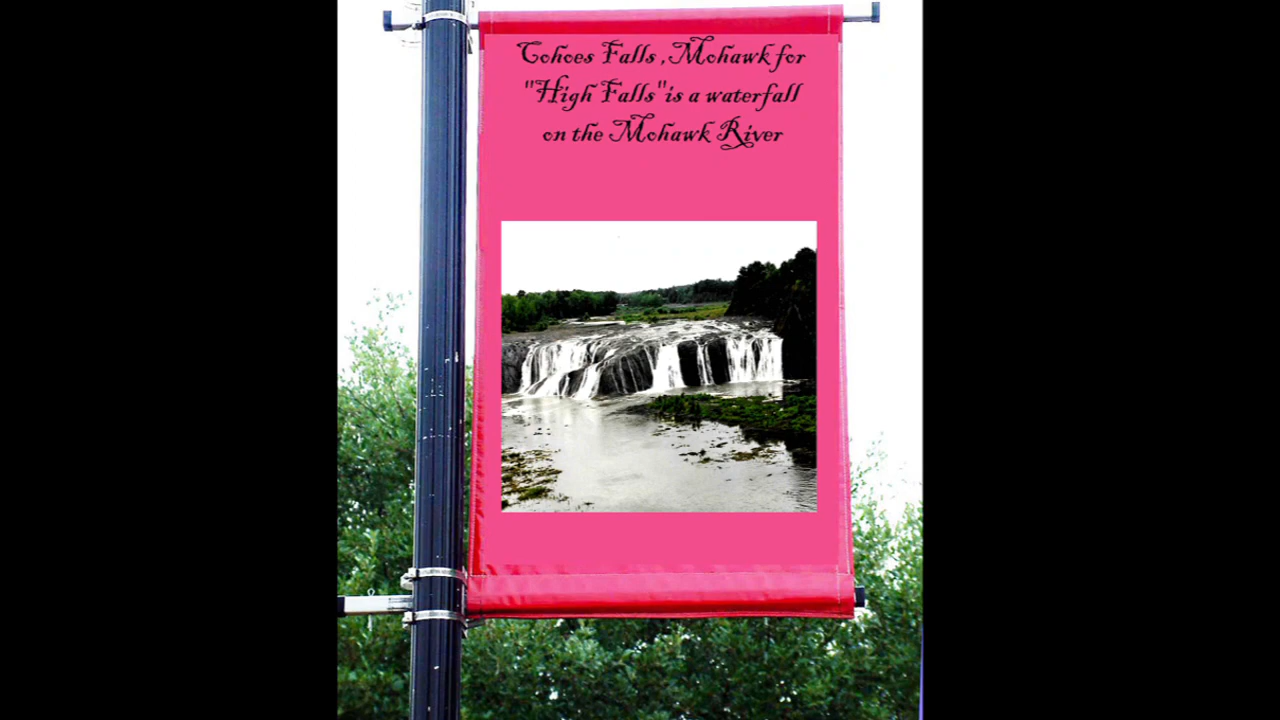 Cohoes Falls ,Mohawk for
"High Falls"is a waterfall
on the Mohawk River